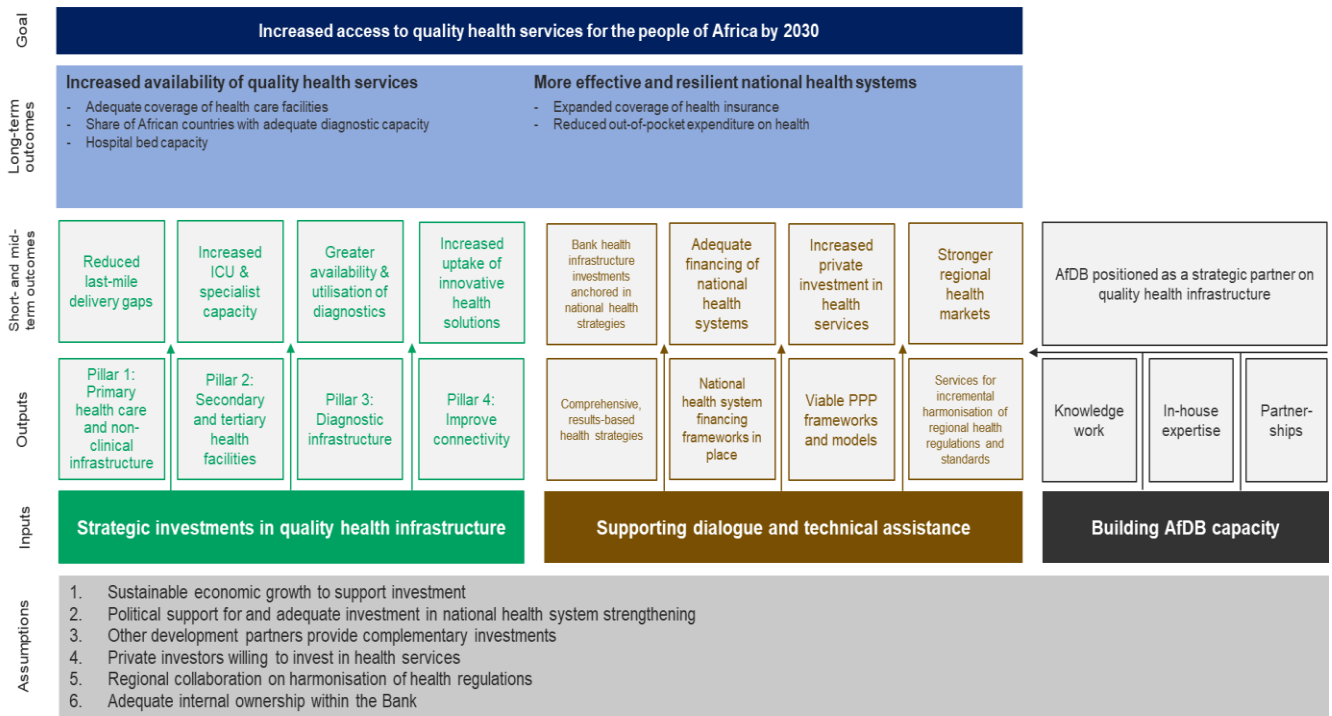 Goal
Increased access to quality health services for the people of Africa by 2030
Long-term
outcomes
Increased availability of quality health services
- Adequate coverage of health care facilities
- Share of African countries with adequate diagnostic capacity
- Hospital bed capacity
More effective and resilient national health systems
- Expanded coverage of health insurance
- Reduced out-of-pocket expenditure on health
Short- and mid-
term outcomes
Reduced
last-mile
delivery gaps
Increased
ICU &
specialist
capacity
Greater
availability &
utilisation of
diagnostics
Increased
uptake of
innovative
health
solutions
Bank health
infrastructure
investments
anchored in
national health
strategies
Adequate
financing of
national
health
systems
Increased
private
investment in
health
services
Stronger
regional
health
markets
AfDB positioned as a strategic partner on
quality health infrastructure
Outputs
Pillar 1:
Primary
health care
and non-
clinical
infrastructure
Pillar 2:
Secondary
and tertiary
health
facilities
Pillar 3:
Diagnostic
infrastructure
Pillar 4:
Improve
connectivity
Comprehensive,
results-based
health strategies
National
health system
financing
frameworks in
place
Viable PPP
frameworks
and models
Services for
incremental
harmonisation of
regional health
regulations and
standards
Knowledge
work
In-house
expertise
Partner-
ships
Inputs
Strategic investments in quality health infrastructure
Supporting dialogue and technical assistance
Building AfDB capacity
Assumptions
1. Sustainable economic growth to support investment
2. Political support for and adequate investment in national health system strengthening
3. Other development partners provide complementary investments
4. Private investors willing to invest in health services
5. Regional collaboration on harmonisation of health regulations
6. Adequate internal ownership within the Bank